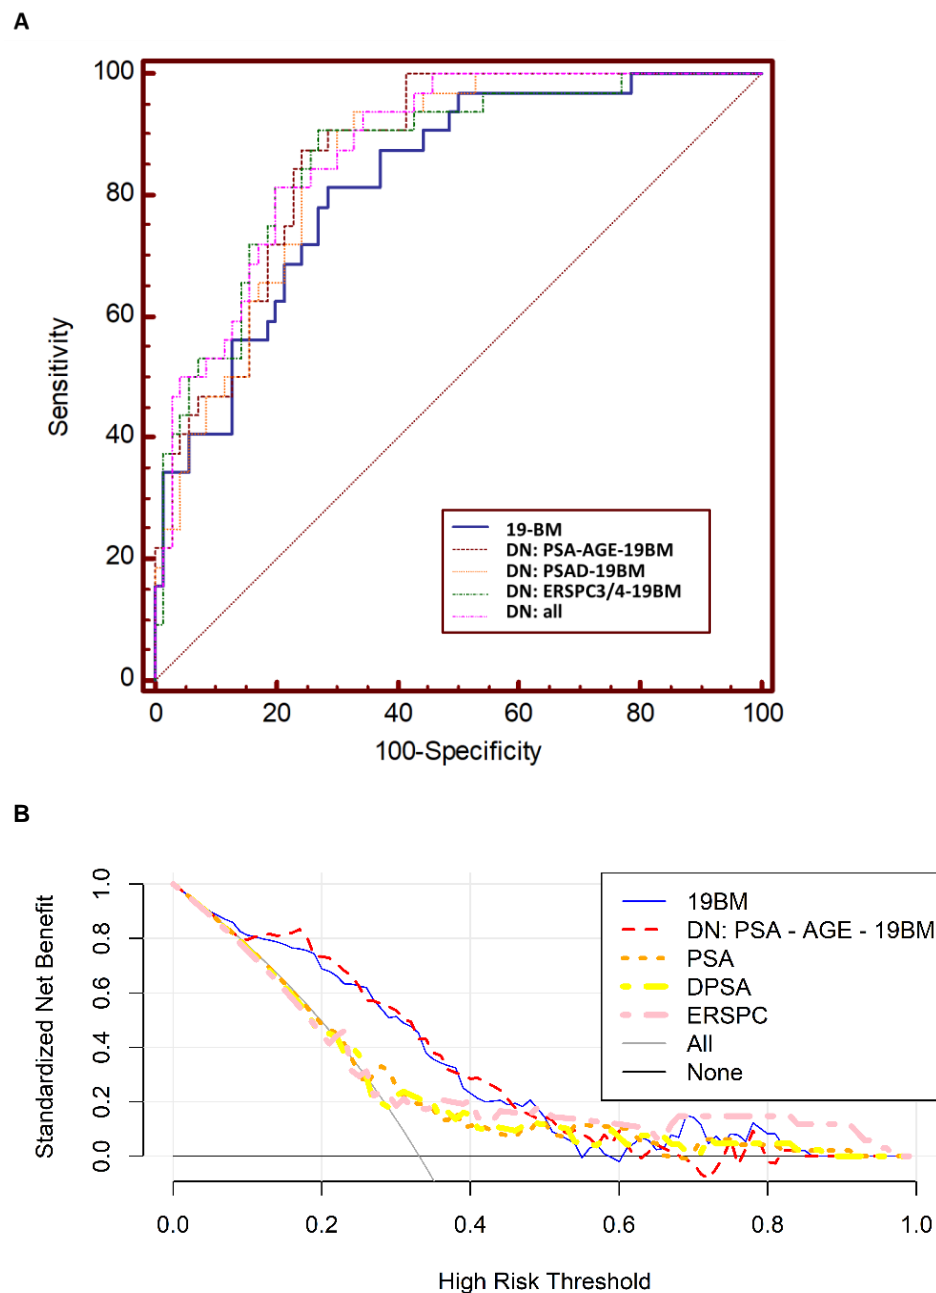 A
100
80
60
40
20
0
Sensitivity
19-BM
DN: PSA-AGE-19BM
DN: PSAD-19BM
DN: ERSPC3/4-19BM
DN: all
0 20 40 60 80 100
100-Specificity
B
1.0
0.8
0.6
0.4
0.2
0.0
Standardized Net Benefit
19BM
DN: PSA - AGE - 19BM
PSA
DPSA
ERSPC
All
None
0.0 0.2 0.4 0.6 0.8 1.0
High Risk Threshold